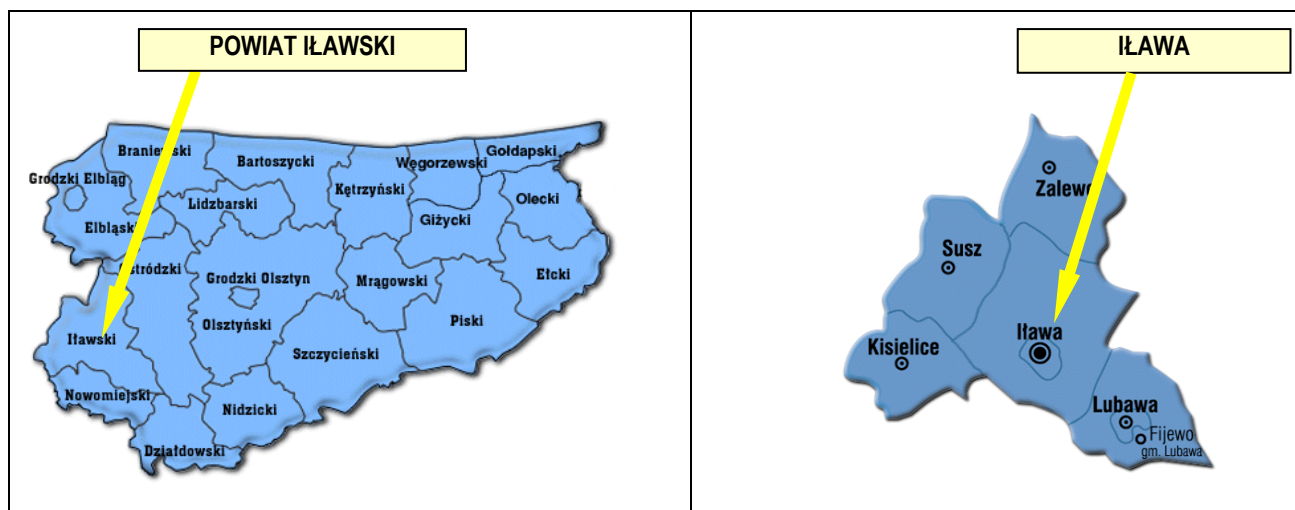 POWIAT IŁAWSKI
Braniewski
Bartoszycki
Węgorzewski
Gołdapski
Grodzki Elbląg
Kętrzyński
Lidzbarski
Olecki
Elbląski
Giżycki
Ostródzki
Grodzki Olsztyn
Mrągowski
Ełcki
Olsztyński
Piski
Iławski
Szczycieński
Nowomiejski
Nidzicki
Działdowski
IŁAWA
Zalewo
Susz
Iława
Kisielice
Lubawa
Fijewo
gm. Lubawa